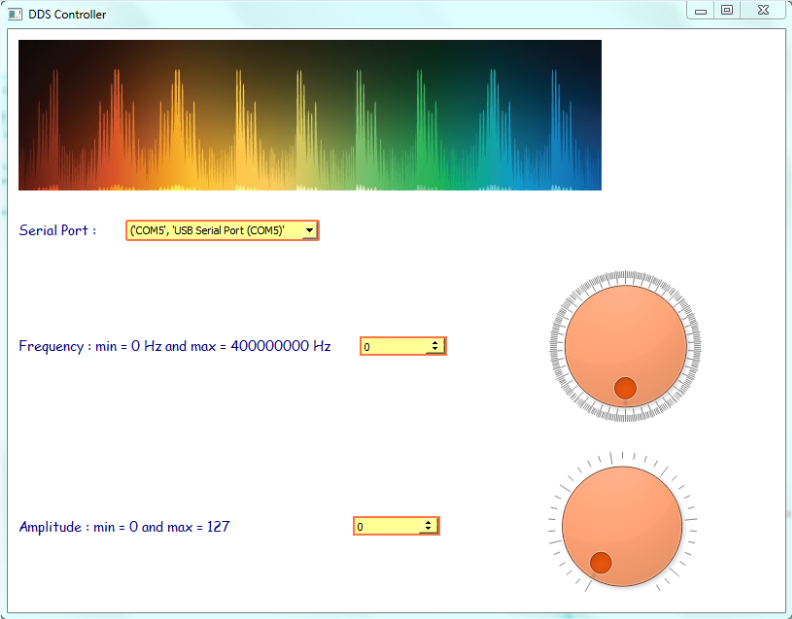 DDS Controller
Serial Port :
('COM5', 'USB Serial Port (COM5)'
Frequency : min = 0 Hz and max = 400000000 Hz
0
Amplitude : min = 0 and max = 127
0